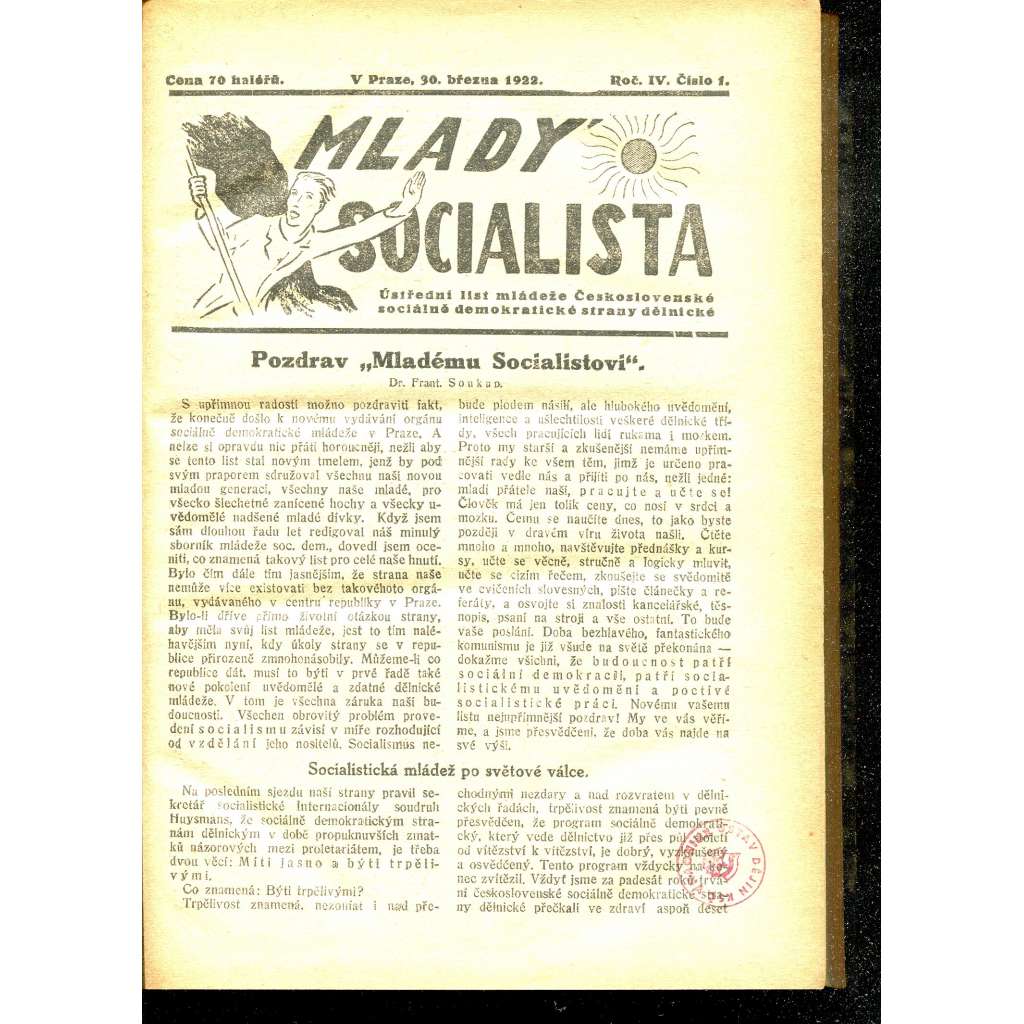 Cena 70 haléřů.
V Praze, 30. března 1922.
Roč. IV. Číslo 1.
MLADÝ
SOCIALISTA
Ústřední list mládeže Československé
sociálně demokratické strany dělnické
Pozdrav „Mladému Socialistovi“.
Dr. Frant. Soukup.
S upřímnou radostí možno pozdraviti fakt,
že konečně došlo k novému vydávání orgánu
sociálně demokratické mládeže v Praze. A
nelze si opravdu nic přáti horoucněji, nežli aby
se tento list stal novým tmelem, jenž by pod
svým praporem sdružoval všechnu naši novou
mladou generaci, všechny naše mladé, pro
všecko šlechetné zanícené hochy a všecky u-
vědomělé nadšené mladé dívky. Když jsem
sám dlouhou řadu let redigoval náš minulý
sborník mládeže soc. dem., dovedl jsem oce-
niti, co znamená takový list pro celé naše hnutí.
Bylo čím dále tím jasnějším, že strana naše
nemůže více existovati bez takovéhoto orgá-
nu, vydávaného v centru republiky v Praze.
Bylo-li dříve přímo životní otázkou strany,
aby měla svůj list mládeže, jest to tím nalé-
havějším nyní, kdy úkoly strany se v repu-
blice přirozeně zmnohonásobily. Můžeme-li co
republice dát, musí to býti v prvé řadě také
nové pokolení uvědomělé a zdatné dělnické
mládeže. V tom je všechna záruka naší bu-
doucnosti. Všechen obrovitý problém prove-
dení socialismu závisí v míře rozhodující
od vzdělání jeho nositelů. Socialismus ne-
bude plodem násilí, ale hlubokého uvědomění,
inteligence a ušlechtilosti veškeré dělnické tří-
dy, všech pracujících lidí rukama i mozkem.
Proto my starší a zkušenější nemáme upřím-
nější rady ke všem těm, jimž je určeno pra-
covati vedle nás a přijíti po nás, nežli jedné:
mladí přátelé naši, pracujte a učte se!
Člověk má jen tolik ceny, co nosí v srdci a
mozku. Čemu se naučíte dnes, to jako byste
později v dravém víru života našli. Čtěte
mnoho a mnoho, navštěvujte přednášky a kur-
sy, učte se věcně, stručně a logicky mluvit,
učte se cizím řečem, zkoušejte se svědomitě
ve cvičeních slovesných, pište článečky a re-
feráty, a osvojte si znalosti kancelářské, těs-
nopis, psaní na stroji a vše ostatní. To bude
vaše poslání. Doba bezhlavého, fantastického
komunismu je již všude na světě překonána —
dokažme všichni, že budoucnost patří
sociální demokracii, patří socia-
listickému uvědomění a poctivé
socialistické práci. Novému vašemu
listu nejupřímnější pozdrav! My ve vás věří-
me, a jsme přesvědčeni, že doba vás najde na
své výši.
Socialistická mládež po světové válce.
Na posledním sjezdu naší strany pravil se-
kretář socialistické Internacionály soudruh
Huysmans, že sociálně demokratickým stra-
nám dělnickým v době propuknuvších zmat-
ků názorových mezi proletariátem, je třeba
dvou věcí: Míti jasno a býti trpěli-
vými.
Co znamená: Býti trpělivými?
Trpělivost znamená, nezoufat i nad pře-
chodnými nezdary a nad rozvratem v dělni-
ckých řadách, trpělivost znamená býti pevně
přesvědčen, že program sociálně demokrati-
cký, který vede dělnictvo již přes půl století
od vítězství k vítězství, je dobrý, vyzkoušený
a osvědčený. Tento program vždycky na ko-
nec zvítězil. Vždyť jsme za padesát roků trvá-
ní československé sociálně demokratické stra-
ny dělnické přečkali ve zdraví aspoň deset
ÚSTAV DĚJIN KSČ